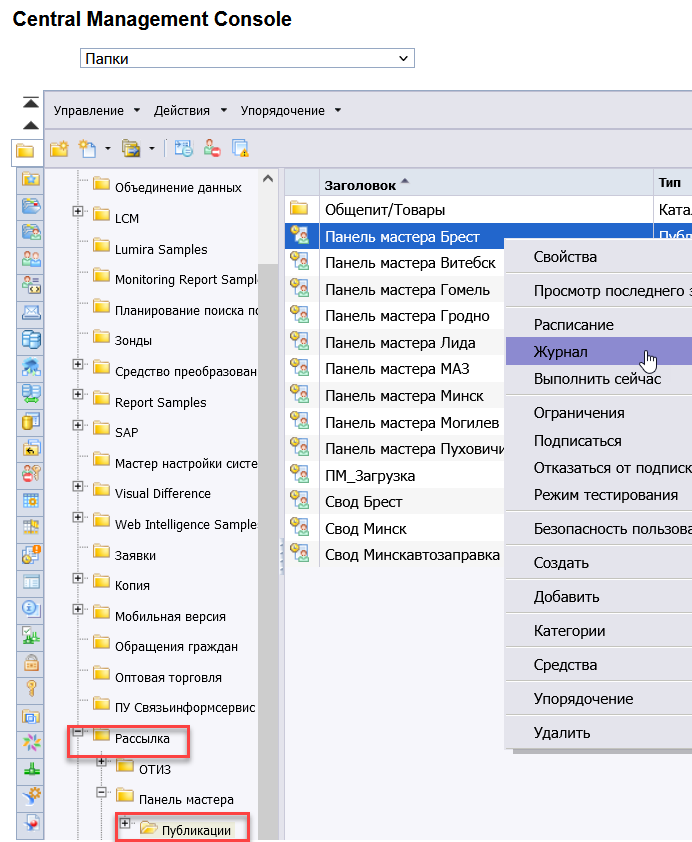 Central Management Console
Папки
Управление Действия Упорядочение
Объединение данных
LCM
Lumira Samples
Monitoring Report Sampl
Планирование поиска по
Зонды
Средство преобразован
Report Samples
SAP
Мастер настройки систе
Visual Difference
Web Intelligence Sample
Заявки
Копия
Мобильная версия
Обращения граждан
Оптовая торговля
ПУ Связьинформсервис
Рассылка
ОТИЗ
Панель мастера
Публикации
Заголовок Тип
Общепит/Товары Ката
Панель мастера Брест Публ
Панель мастера Витебск
Панель мастера Гомель
Панель мастера Гродно
Панель мастера Лида
Панель мастера МАЗ
Панель мастера Минск
Панель мастера Могилев
Панель мастера Пуховичи
ПМ_Загрузка
Свод Брест
Свод Минск
Свод Минскавтозаправка
Свойства
Просмотр последнего э
Расписание
Журнал
Выполнить сейчас
Ограничения
Подписаться
Отказаться от подписк
Режим тестирования
Безопасность пользова
Создать
Добавить
Категории
Средства
Упорядочение
Удалить